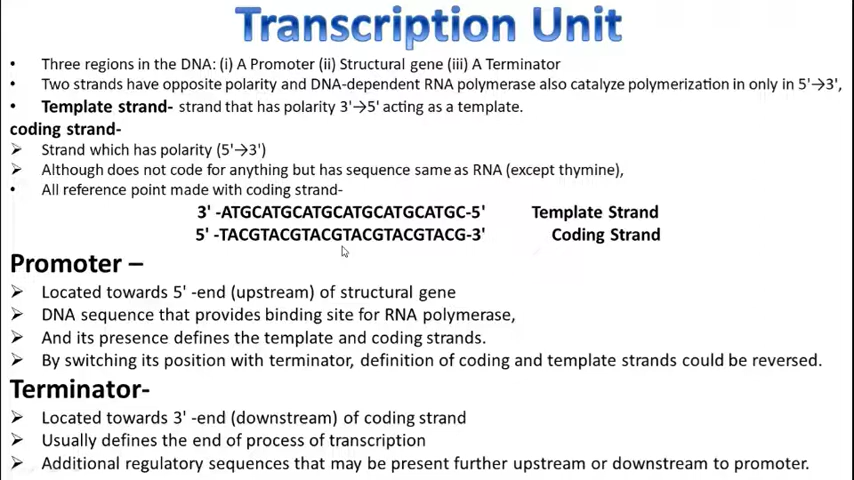 Transcription Unit
• Three regions in the DNA: (i) A Promoter (ii) Structural gene (iii) A Terminator
• Two strands have opposite polarity and DNA-dependent RNA polymerase also catalyze polymerization in only in 5'→3',
• Template strand- strand that has polarity 3'→5' acting as a template.
coding strand-
➢ Strand which has polarity (5'→3')
➢ Although does not code for anything but has sequence same as RNA (except thymine),
• All reference point made with coding strand-
3' -ATGCATGCATGCATGCATGCATGC-5' Template Strand
5' -TACGTACGTACGTACGTACGTACG-3' Coding Strand
Promoter –
➢ Located towards 5' -end (upstream) of structural gene
➢ DNA sequence that provides binding site for RNA polymerase,
➢ And its presence defines the template and coding strands.
➢ By switching its position with terminator, definition of coding and template strands could be reversed.
Terminator-
➢ Located towards 3' -end (downstream) of coding strand
➢ Usually defines the end of process of transcription
➢ Additional regulatory sequences that may be present further upstream or downstream to promoter.